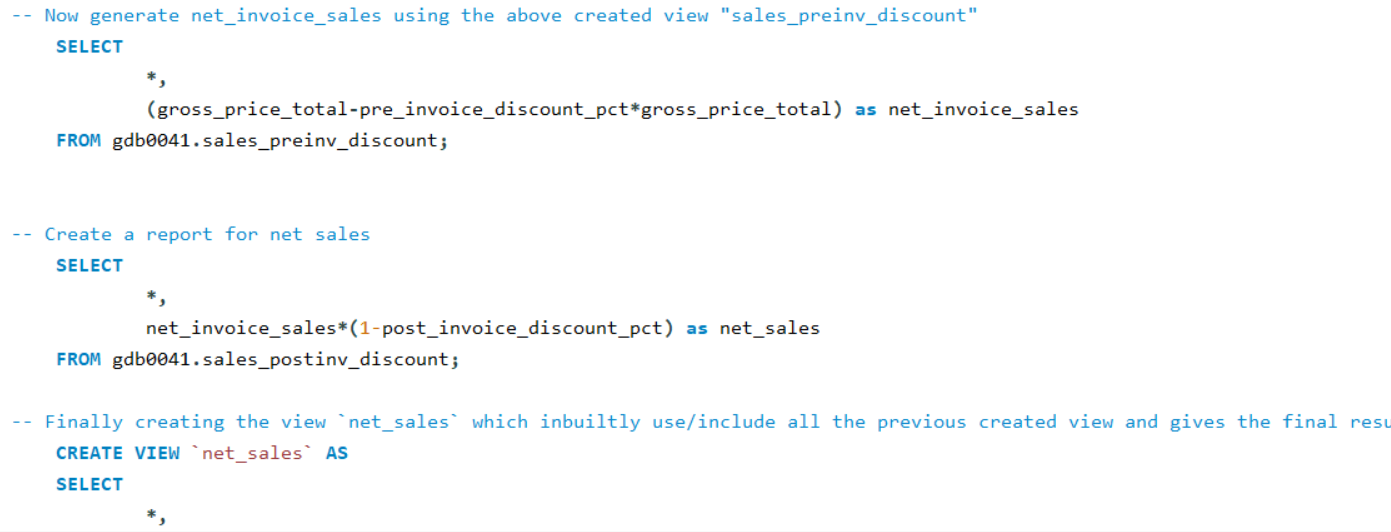 -- Now generate net_invoice_sales using the above created view "sales_preinv_discount"
SELECT
*,
(gross_price_total-pre_invoice_discount_pct*gross_price_total) as net_invoice_sales
FROM gdb0041.sales_preinv_discount;
-- Create a report for net sales
SELECT
*,
net_invoice_sales*(1-post_invoice_discount_pct) as net_sales
FROM gdb0041.sales_postinv_discount;
-- Finally creating the view `net_sales` which inbuiltly use/include all the previous created view and gives the final resu
CREATE VIEW `net_sales` AS
SELECT
*,